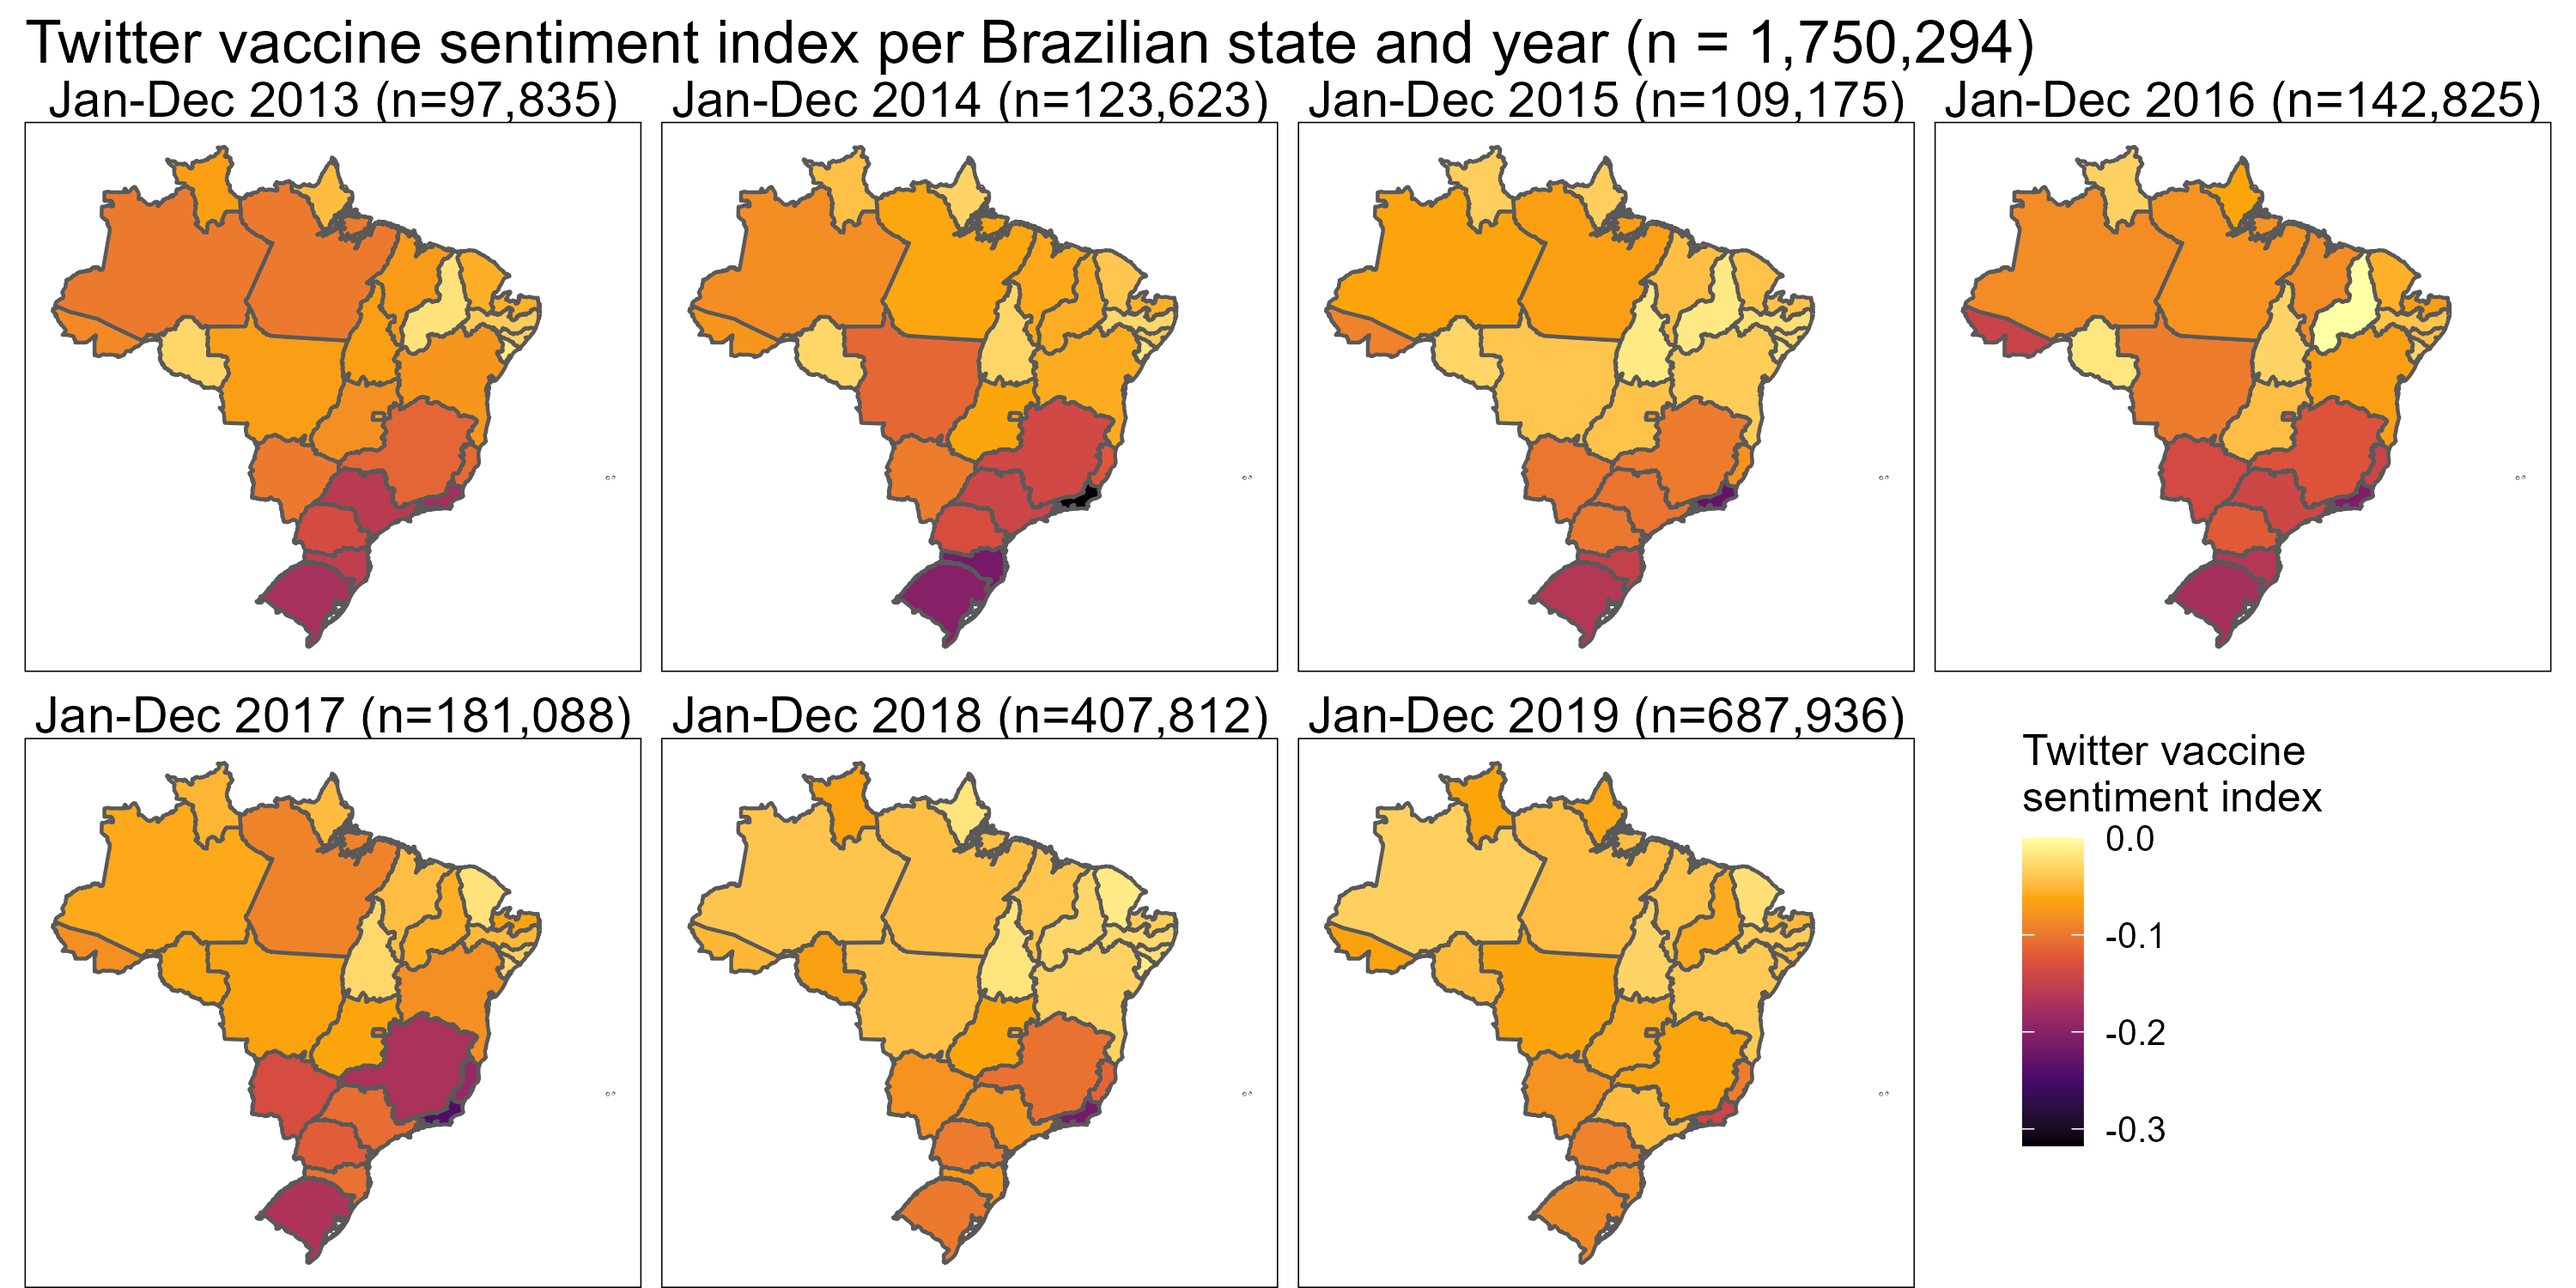 Twitter vaccine sentiment index per Brazilian state and year (n = 1,750,294)
Jan-Dec 2013 (n=97,835)
Jan-Dec 2014 (n=123,623)
Jan-Dec 2015 (n=109,175)
Jan-Dec 2016 (n=142,825)
Jan-Dec 2017 (n=181,088)
Jan-Dec 2018 (n=407,812)
Jan-Dec 2019 (n=687,936)
Twitter vaccine
sentiment index
0.0
-0.1
-0.2
-0.3